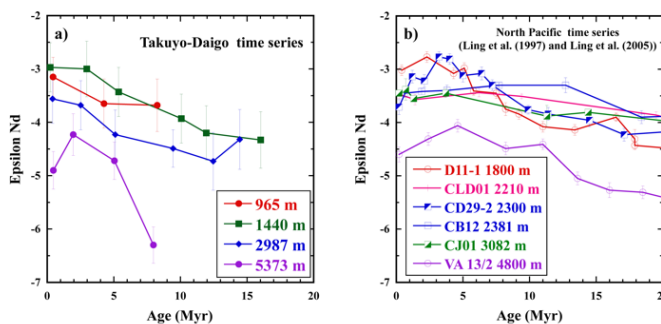 a)
Takuyo-Daigo time series
Epsilon Nd
-2
-3
-4
-5
-6
-7
0
5
10
15
20
Age (Myr)
965 m
1440 m
2987 m
5373 m
b)
North Pacific time series
(Ling et al. (1997) and Ling et al. (2005))
Epsilon Nd
-2
-3
-4
-5
-6
-7
0
5
10
15
20
Age (Myr)
D11-1 1800 m
CLD01 2210 m
CD29-2 2300 m
CB12 2381 m
CJ01 3082 m
VA 13/2 4800 m